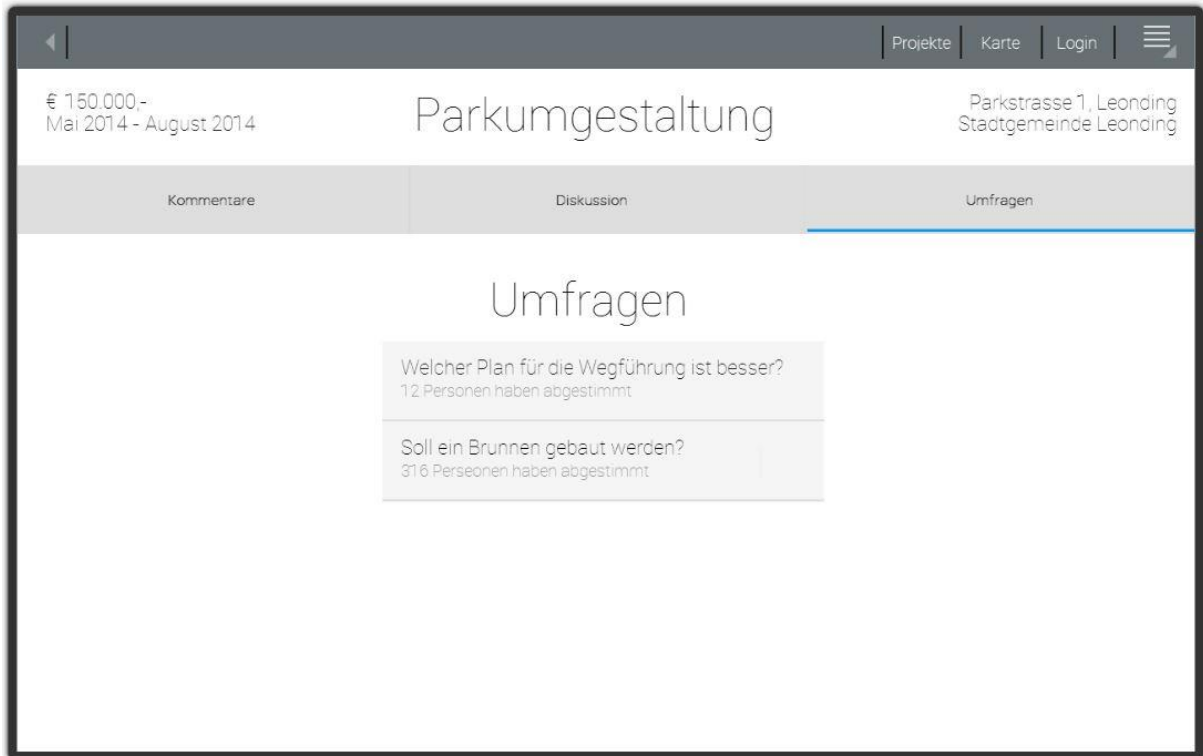 Projekte Karte Login
€ 150.000,-
Mai 2014 - August 2014
Parkumgestaltung
Parkstrasse 1, Leonding
Stadtgemeinde Leonding
Kommentare Diskussion Umfragen
Umfragen
Welcher Plan für die Wegführung ist besser?
12 Personen haben abgestimmt
Soll ein Brunnen gebaut werden?
316 Perseonen haben abgestimmt